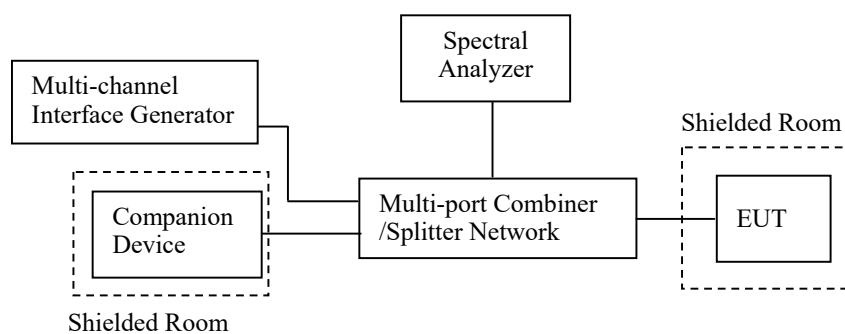 Spectral
Analyzer
Multi-channel
Interface Generator
Shielded Room
Companion
Device
Multi-port Combiner
/Splitter Network
EUT
Shielded Room